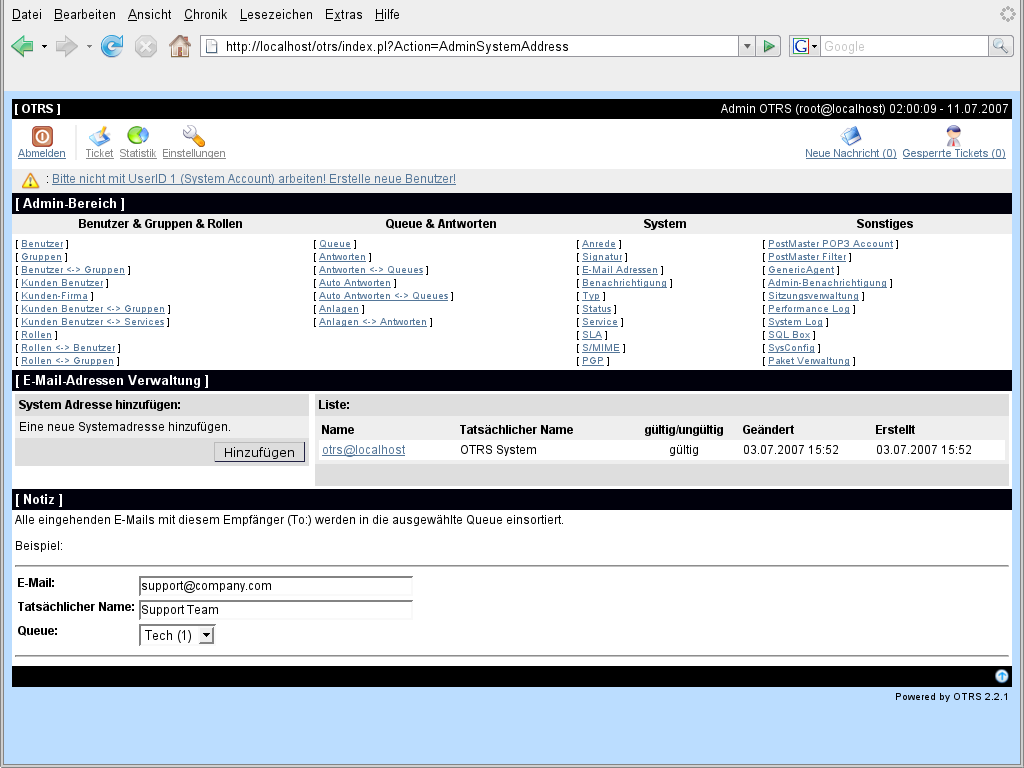 Datei Bearbeiten Ansicht Chronik Lesezeichen Extras Hilfe
http://localhost/otrs/index.pl?Action=AdminSystemAddress
G Google
[ OTRS ] Admin OTRS (root@localhost) 02:00:09 - 11.07.2007
Abmelden Ticket Statistik Einstellungen Neue Nachricht (0) Gesperrte Tickets (0)
: Bitte nicht mit UserID 1 (System Account) arbeiten! Erstelle neue Benutzer!
[ Admin-Bereich ]
Benutzer & Gruppen & Rollen Queue & Antworten System Sonstiges
[ Benutzer ] [ Queue ] [ Anrede ] [ PostMaster POP3 Account ]
[ Gruppen ] [ Antworten ] [ Signatur ] [ PostMaster Filter ]
[ Benutzer <-> Gruppen ] [ Antworten <-> Queues ] [ E-Mail Adressen ] [ GenericAgent ]
[ Kunden Benutzer ] [ Auto Antworten ] [ Benachrichtigung ] [ Admin-Benachrichtigung ]
[ Kunden-Firma ] [ Auto Antworten <-> Queues ] [ Typ ] [ Sitzungsverwaltung ]
[ Kunden Benutzer <-> Gruppen ] [ Anlagen ] [ Status ] [ Performance Log ]
[ Kunden Benutzer <-> Services ] [ Anlagen <-> Antworten ] [ Service ] [ System Log ]
[ Rollen ] [ SLA ] [ SQL Box ]
[ Rollen <-> Benutzer ] [ S/MIME ] [ SysConfig ]
[ Rollen <-> Gruppen ] [ PGP ] [ Paket Verwaltung ]
[ E-Mail-Adressen Verwaltung ]
System Adresse hinzufügen: Liste:
Eine neue Systemadresse hinzufügen.
Hinzufügen
Name Tatsächlicher Name gültig/ungültig Geändert Erstellt
otrs@localhost OTRS System gültig 03.07.2007 15:52 03.07.2007 15:52
[ Notiz ]
Alle eingehenden E-Mails mit diesem Empfänger (To:) werden in die ausgewählte Queue einsortiert.
Beispiel:
E-Mail: support@company.com
Tatsächlicher Name: Support Team
Queue: Tech (1)
Powered by OTRS 2.2.1